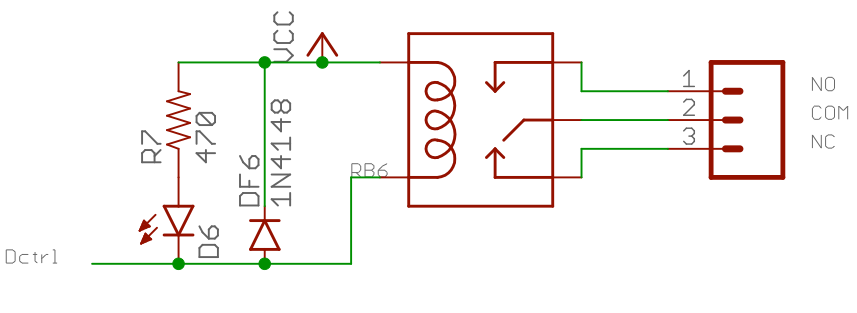 VCC
R7
470
DF6
1N4148
RB6
D6
Dctrl
1
2
3
NO
COM
NC